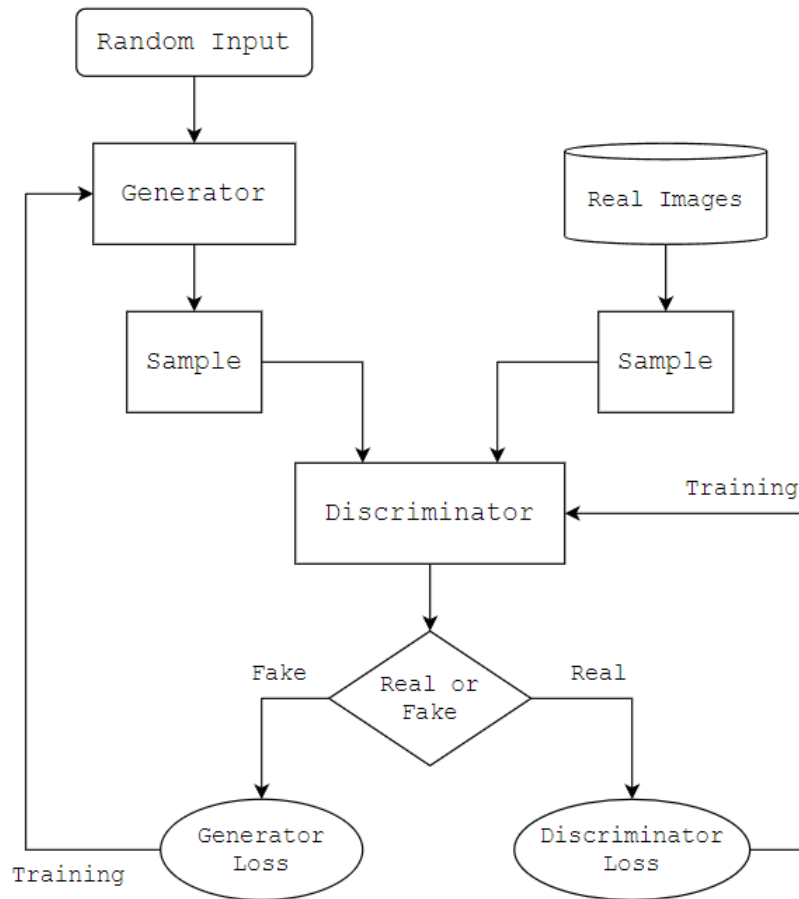 Random Input
Generator
Real Images
Sample
Sample
Discriminator
Training
Fake
Real or
Fake
Real
Generator
Loss
Discriminator
Loss
Training